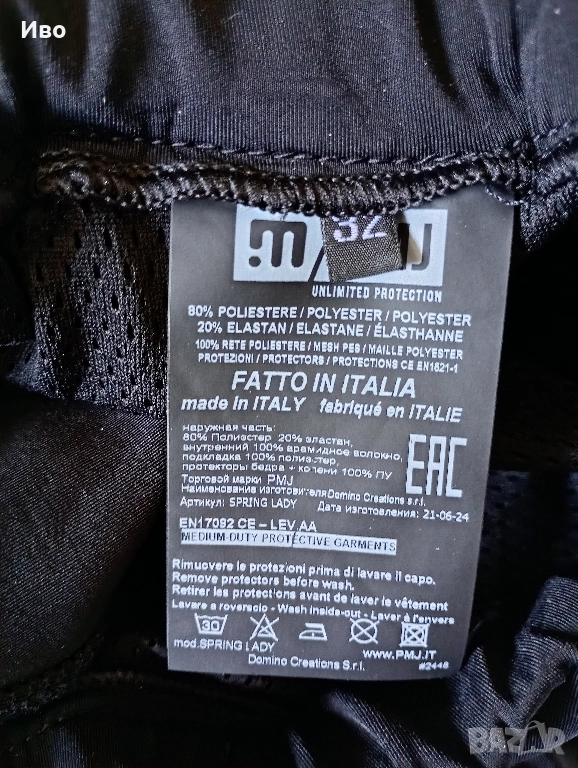 Иво
32
UNLIMITED PROTECTION
80% POLIESTERE / POLYESTER / POLYESTER
20% ELASTAN / ELASTANE / ÉLASTHANNE
100% RETE POLIESTERE / MESH PES / MAILLE POLYESTER
PROTEZIONI / PROTECTORS / PROTECTIONS CE EN1621-1
FATTO IN ITALIA
made in ITALY fabriqué en ITALIE
наружная часть:
80% Полиэстер 20% эластан,
внутренний 100% арамидное волокно,
подкладка 100% полиэстер,
протекторы бедра + колени 100% ПУ
Торговой марки PMJ
Наименование изготовителя Domino Creations s.r.l.
Артикул: SPRING LADY Дата изготовления: 21-06-24
EAC
EN17092 CE – LEV.AA
MEDIUM-DUTY PROTECTIVE GARMENTS
Rimuovere le protezioni prima di lavare il capo.
Remove protectors before wash.
Retirer les protections avant de laver le vêtement
Lavare a rovescio - Wash inside-out - Laver à l'envers
30
mod.SPRING LADY
www.PMJ.IT
Domino Creations S.r.l.
#2448
BAZAR